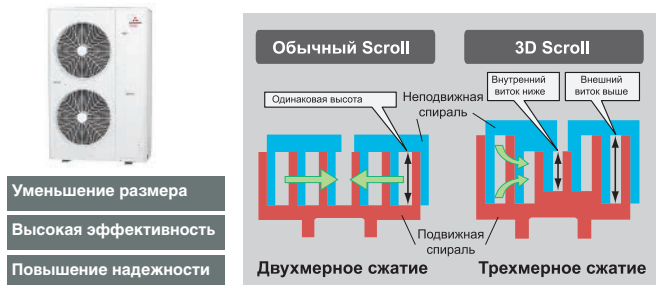 Уменьшение размера
Высокая эффективность
Повышение надежности
Обычный Scroll
3D Scroll
Одинаковая высота
Неподвижная
спираль
Внутренний
виток ниже
Внешний
виток выше
Подвижная
спираль
Двухмерное сжатие
Трехмерное сжатие